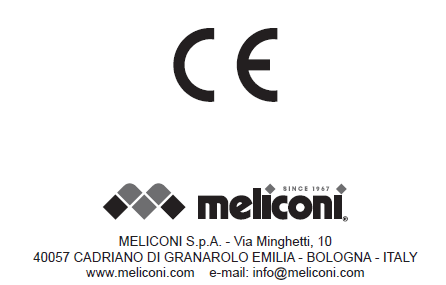 CE
SINCE 1967
meliconi®
MELICONI S.p.A. - Via Minghetti, 10
40057 CADRIANO DI GRANAROLO EMILIA - BOLOGNA - ITALY
www.meliconi.com e-mail: info@meliconi.com